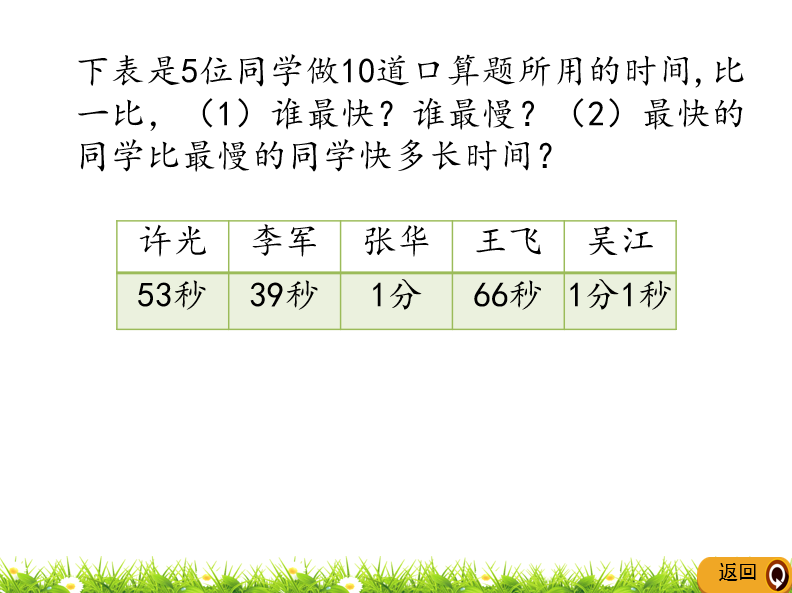 下表是5位同学做10道口算题所用的时间,比
一比，（1）谁最快？谁最慢？（2）最快的
同学比最慢的同学快多长时间？
许光 李军 张华 王飞 吴江
53秒 39秒 1分 66秒 1分1秒
返回